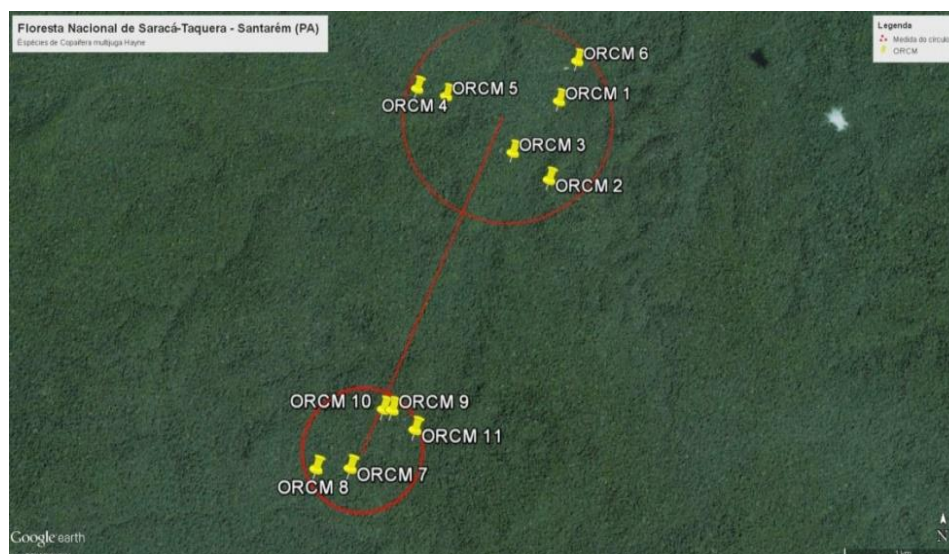 Floresta Nacional de Saracá-Taquera - Santarém (PA)
Espécies de Copaifera multijuga Hayne
Legenda
Medida do círculo
ORCM
ORCM 6
ORCM 5
ORCM 1
ORCM 4
ORCM 3
ORCM 2
ORCM 10
ORCM 9
ORCM 11
ORCM 7
ORCM 8
Google earth
N